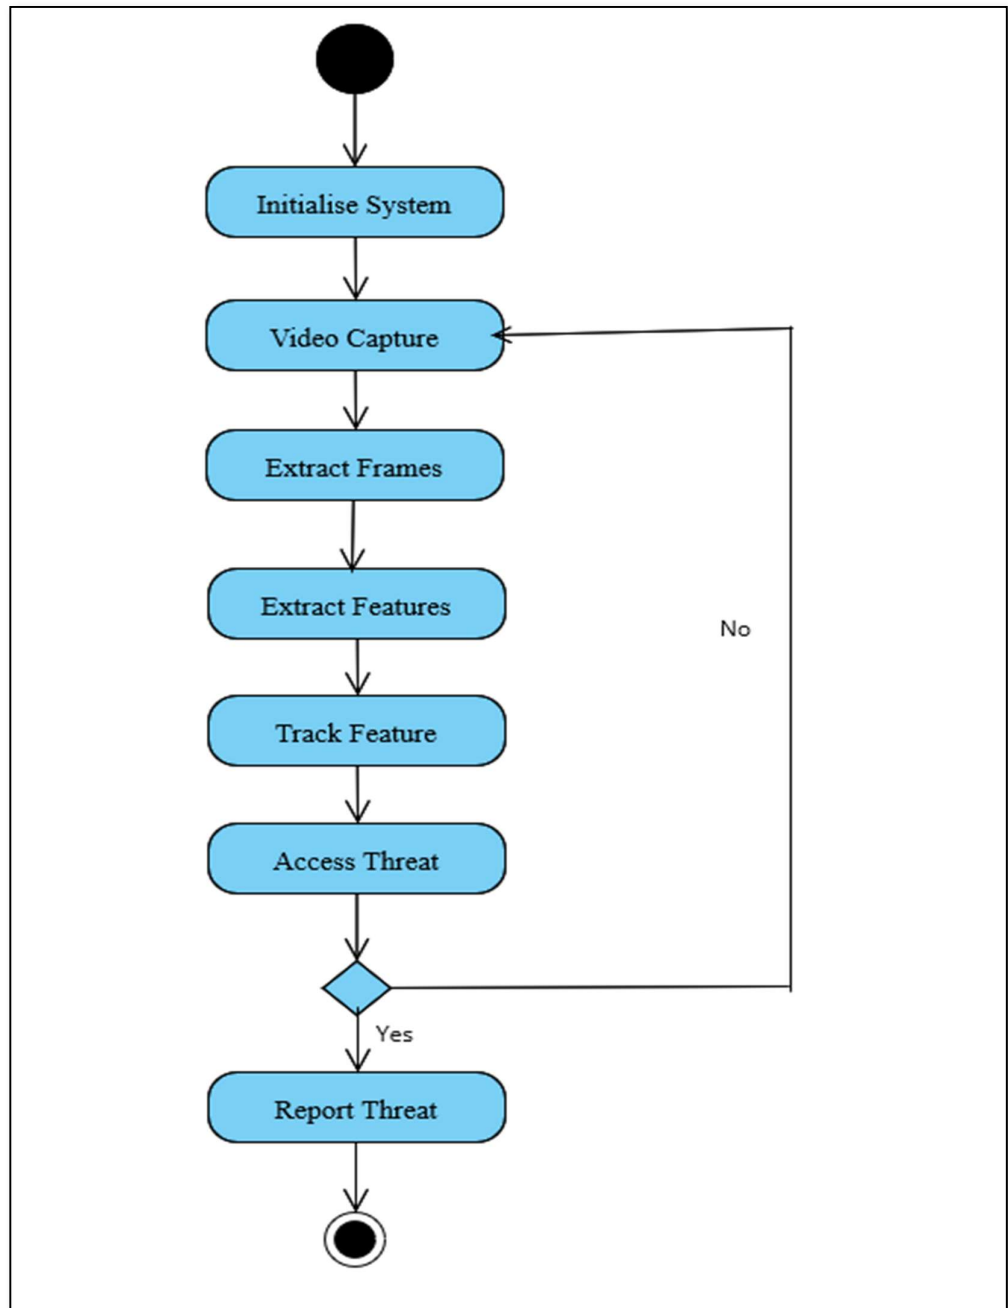 Initialise System
Video Capture
Extract Frames
Extract Features
No
Track Feature
Access Threat
Yes
Report Threat